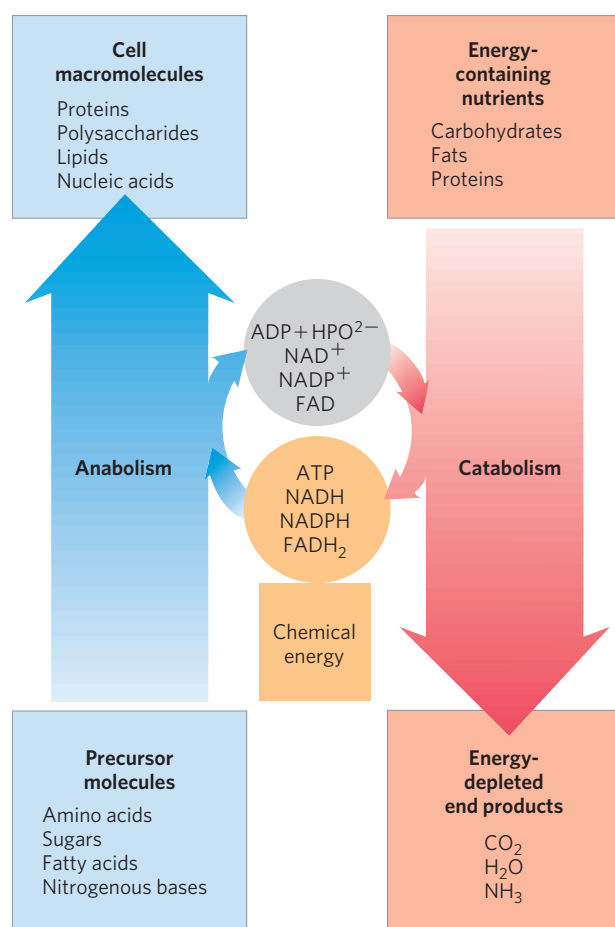 Cell
macromolecules
Proteins
Polysaccharides
Lipids
Nucleic acids
Energy-
containing
nutrients
Carbohydrates
Fats
Proteins
ADP+HPO²⁻
NAD⁺
NADP⁺
FAD
Anabolism
ATP
NADH
NADPH
FADH₂
Catabolism
Chemical
energy
Precursor
molecules
Amino acids
Sugars
Fatty acids
Nitrogenous bases
Energy-
depleted
end products
CO₂
H₂O
NH₃